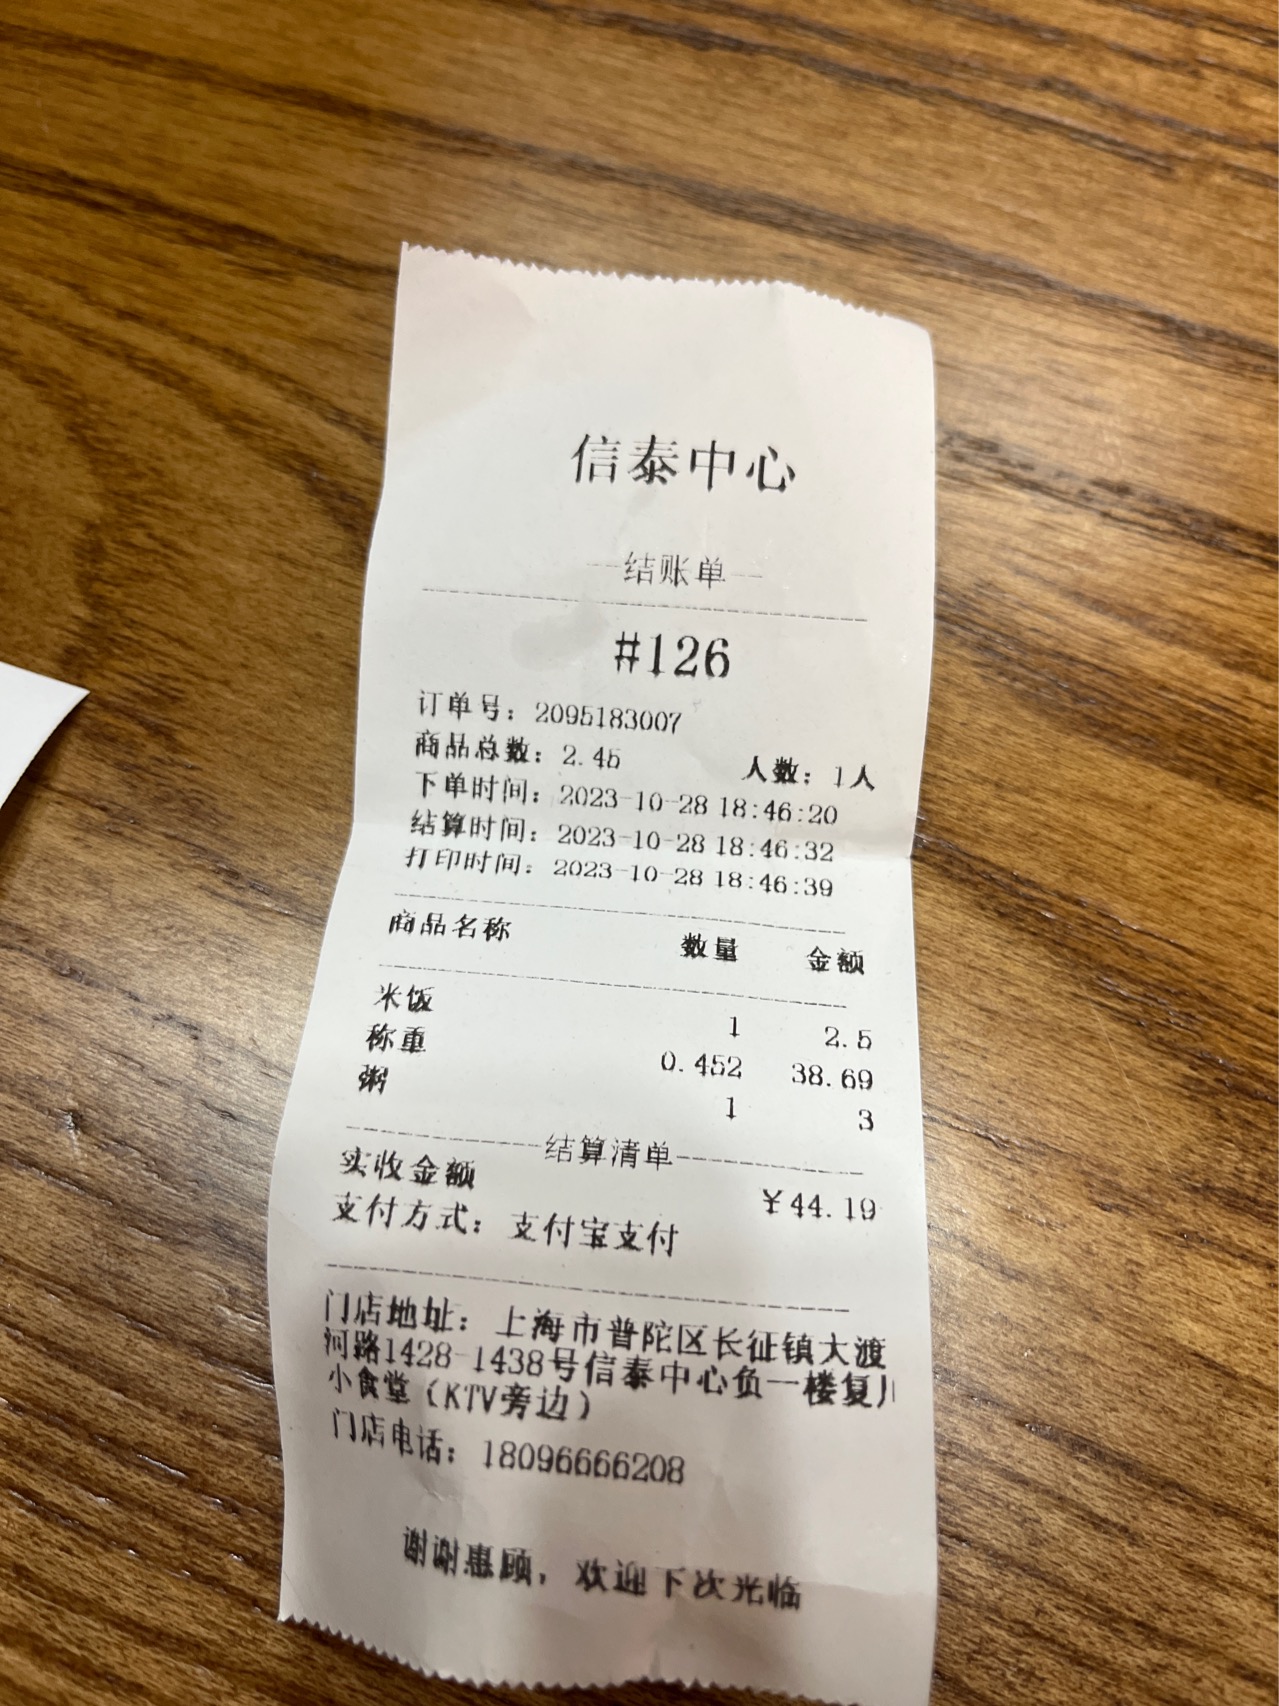 信泰中心
--结账单--
#126
订单号：2095183007
商品总数：2.45 人数：1人
下单时间：2023-10-28 18:46:20
结算时间：2023-10-28 18:46:32
打印时间：2023-10-28 18:46:39
商品名称 数量 金额
米饭 1 2.5
称重 0.452 38.69
粥 1 3
结算清单
实收金额 ¥44.19
支付方式：支付宝支付
门店地址：上海市普陀区长征镇大渡
河路1428-1438号信泰中心负一楼复川
小食堂（KTV旁边）
门店电话：18096666208
谢谢惠顾，欢迎下次光临